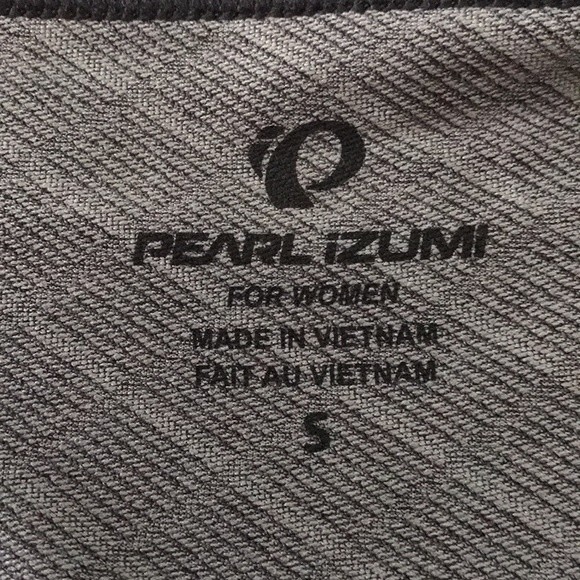 PEARL iZUMi
FOR WOMEN
MADE IN VIETNAM
FAIT AU VIETNAM
S